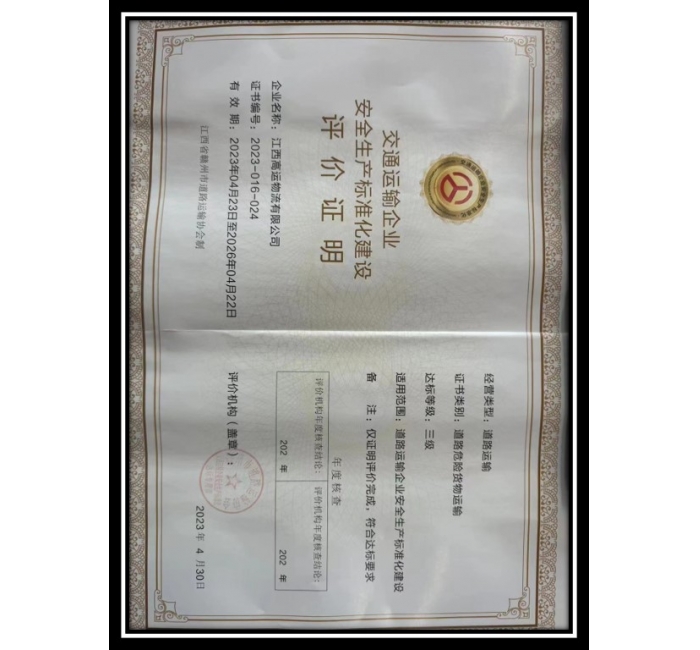 交通运输企业
安全生产标准化建设
评价证明
企业名称：江西高运物流有限公司
证书编号：2023-016-024
有效期：2023年04月23日至2026年04月22日
江西省赣州市道路运输协会制
经营类型：道路运输
证书类别：道路危险货物运输
达标等级：三级
适用范围：道路运输企业安全生产标准化建设
备注：仅证明评价完成，符合达标要求
年度核查
评价机构年度核查结论： 评价机构年度核查结论：
202 年 202 年
评价机构（盖章）：
2023 年 4 月 30日